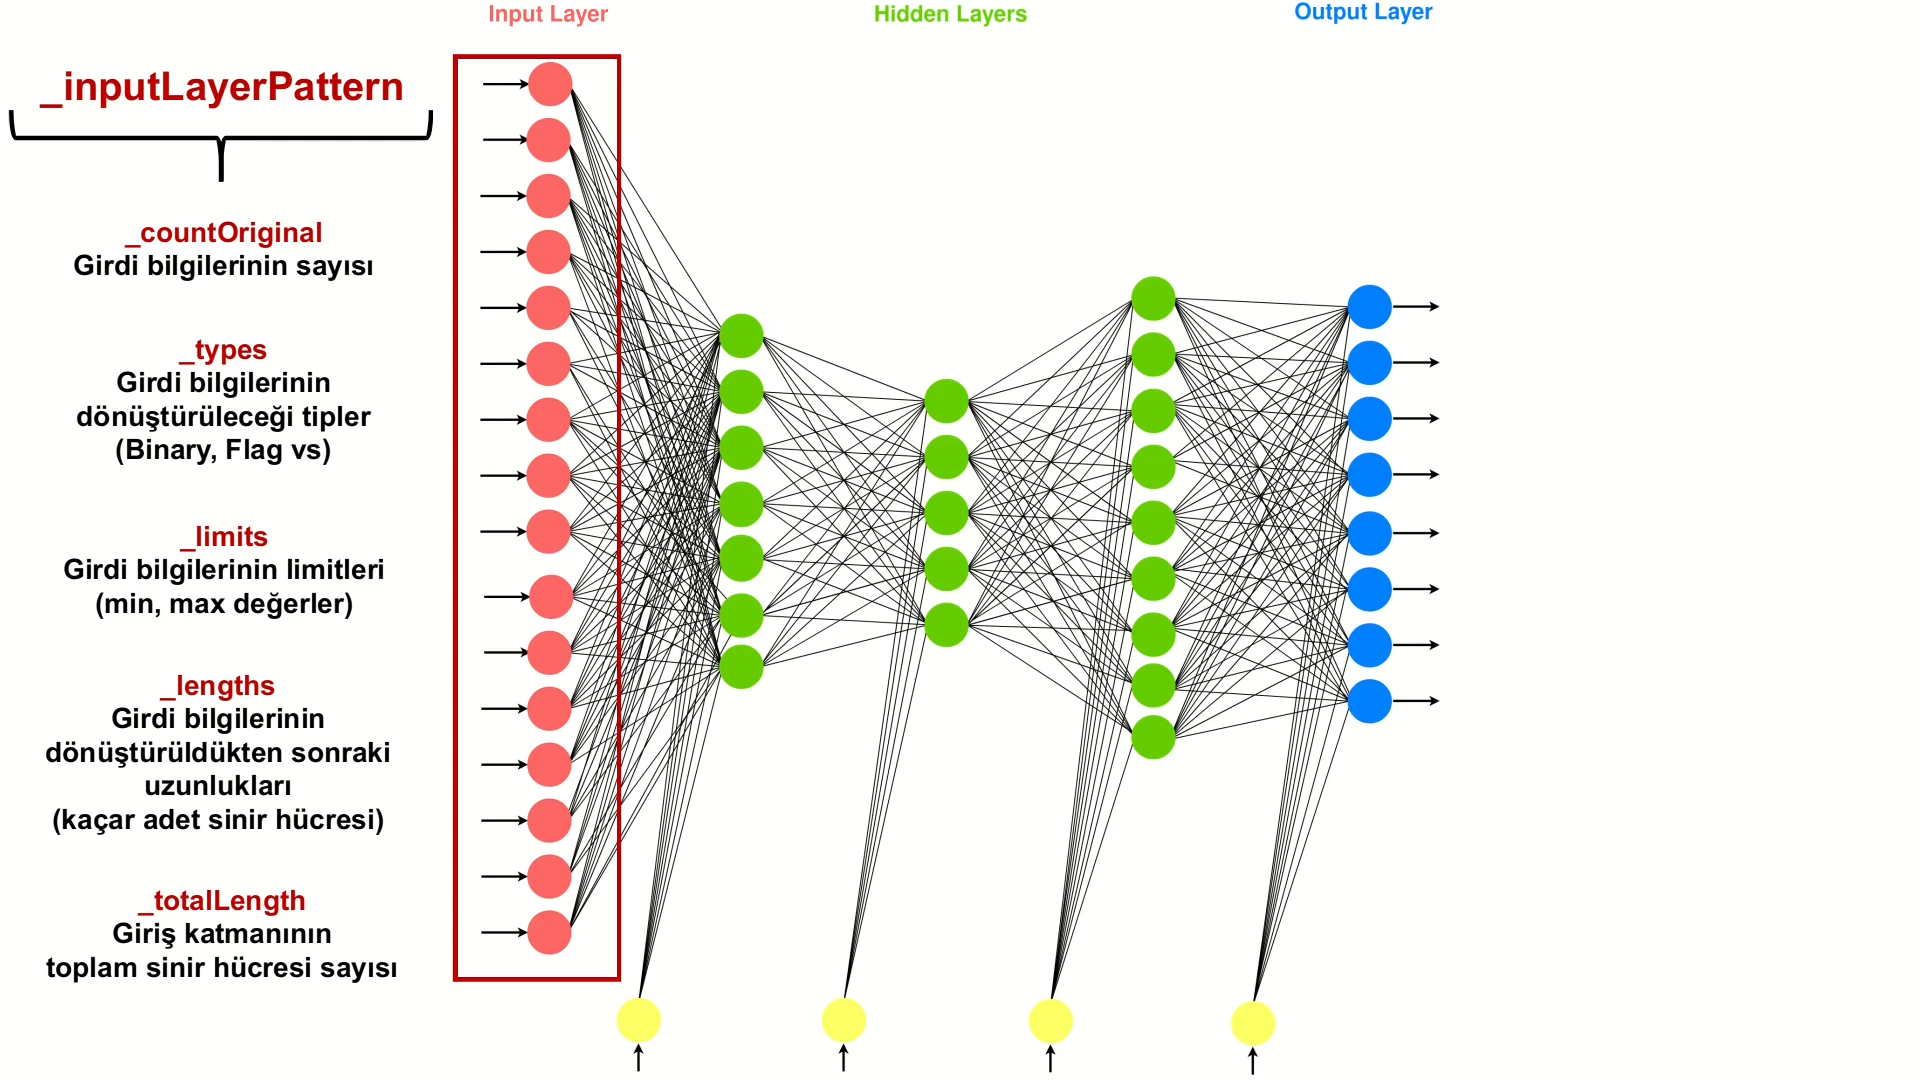 Input Layer
Hidden Layers
Output Layer
_inputLayerPattern
_countOriginal
Girdi bilgilerinin sayısı
_types
Girdi bilgilerinin
dönüştürüleceği tipler
(Binary, Flag vs)
_limits
Girdi bilgilerinin limitleri
(min, max değerler)
_lengths
Girdi bilgilerinin
dönüştürüldükten sonraki
uzunlukları
(kaçar adet sinir hücresi)
_totalLength
Giriş katmanının
toplam sinir hücresi sayısı